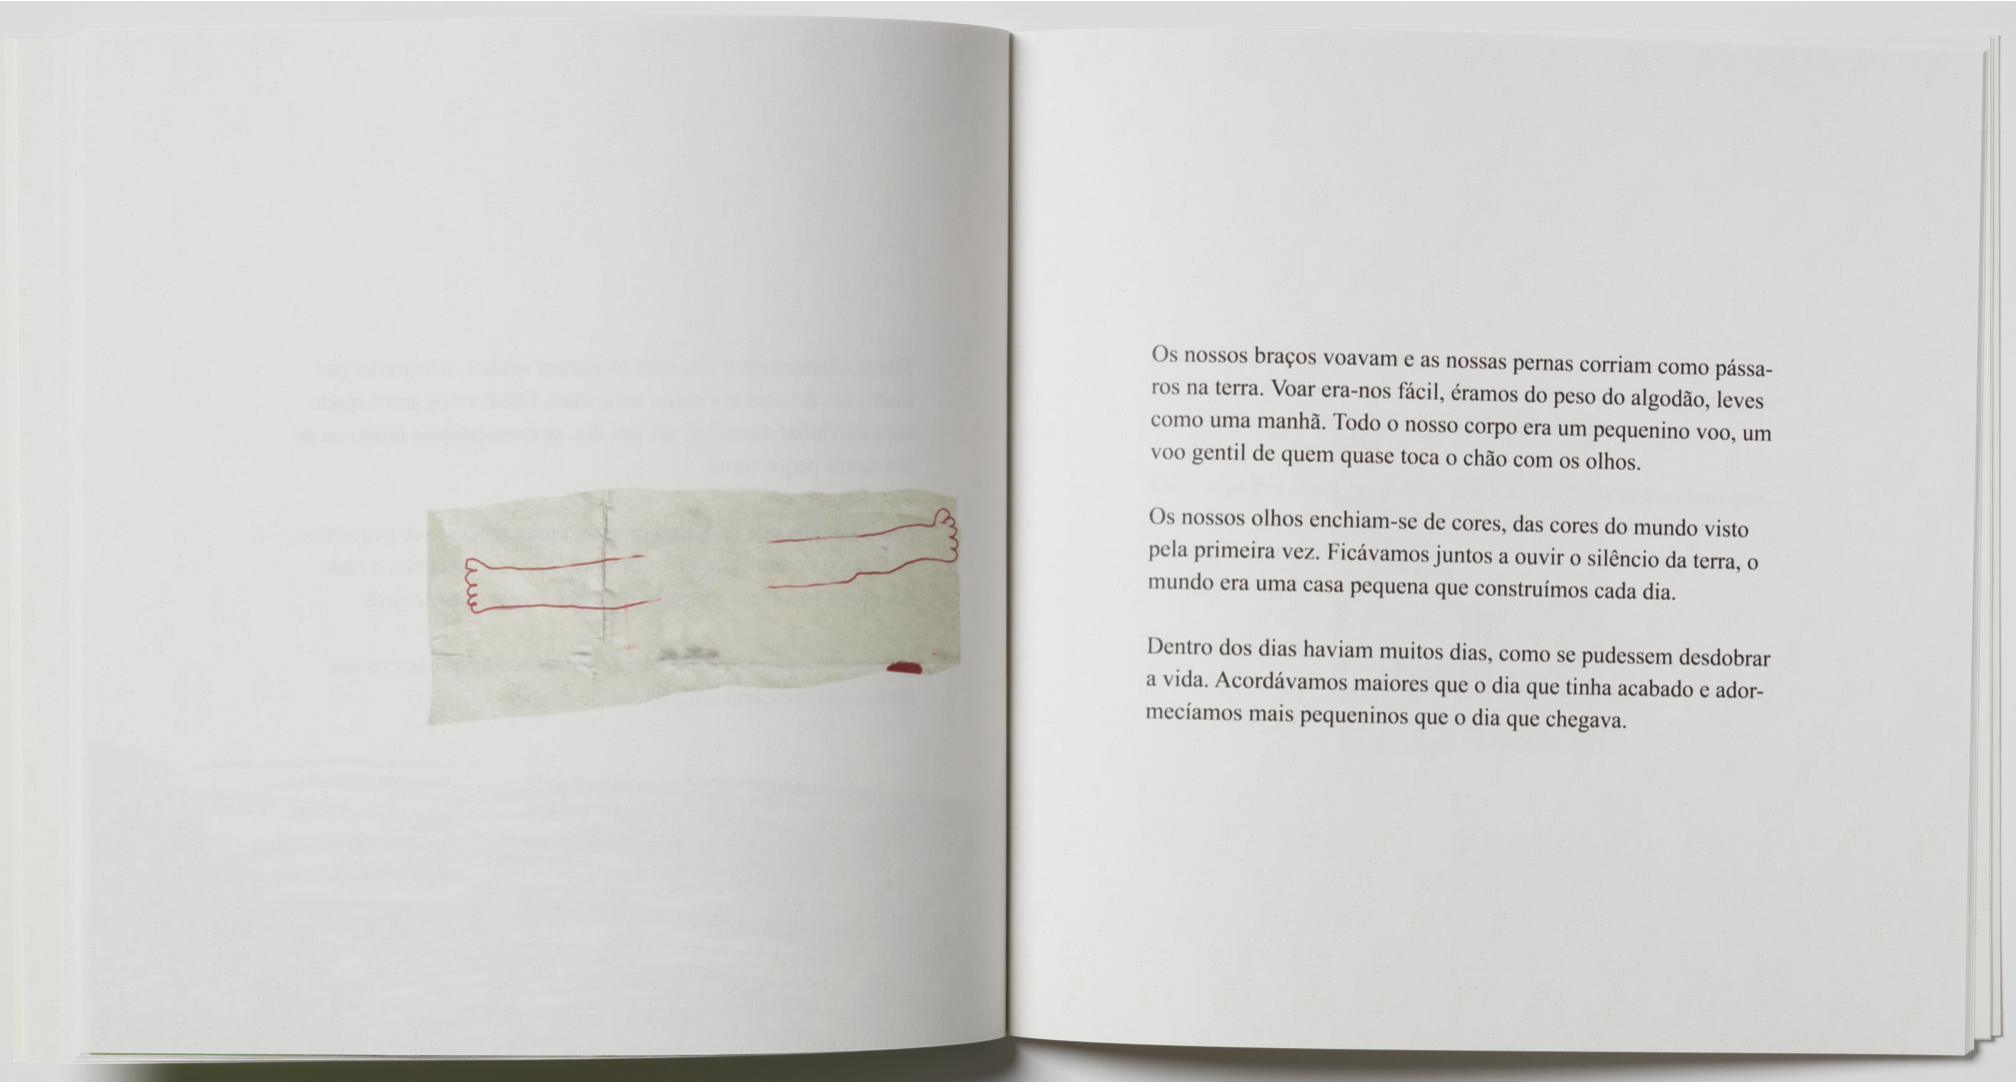 Os nossos braços voavam e as nossas pernas corriam como pássa-
ros na terra. Voar era-nos fácil, éramos do peso do algodão, leves
como uma manhã. Todo o nosso corpo era um pequenino voo, um
voo gentil de quem quase toca o chão com os olhos.
Os nossos olhos enchiam-se de cores, das cores do mundo visto
pela primeira vez. Ficávamos juntos a ouvir o silêncio da terra, o
mundo era uma casa pequena que construímos cada dia.
Dentro dos dias haviam muitos dias, como se pudessem desdobrar
a vida. Acordávamos maiores que o dia que tinha acabado e ador-
mecíamos mais pequeninos que o dia que chegava.